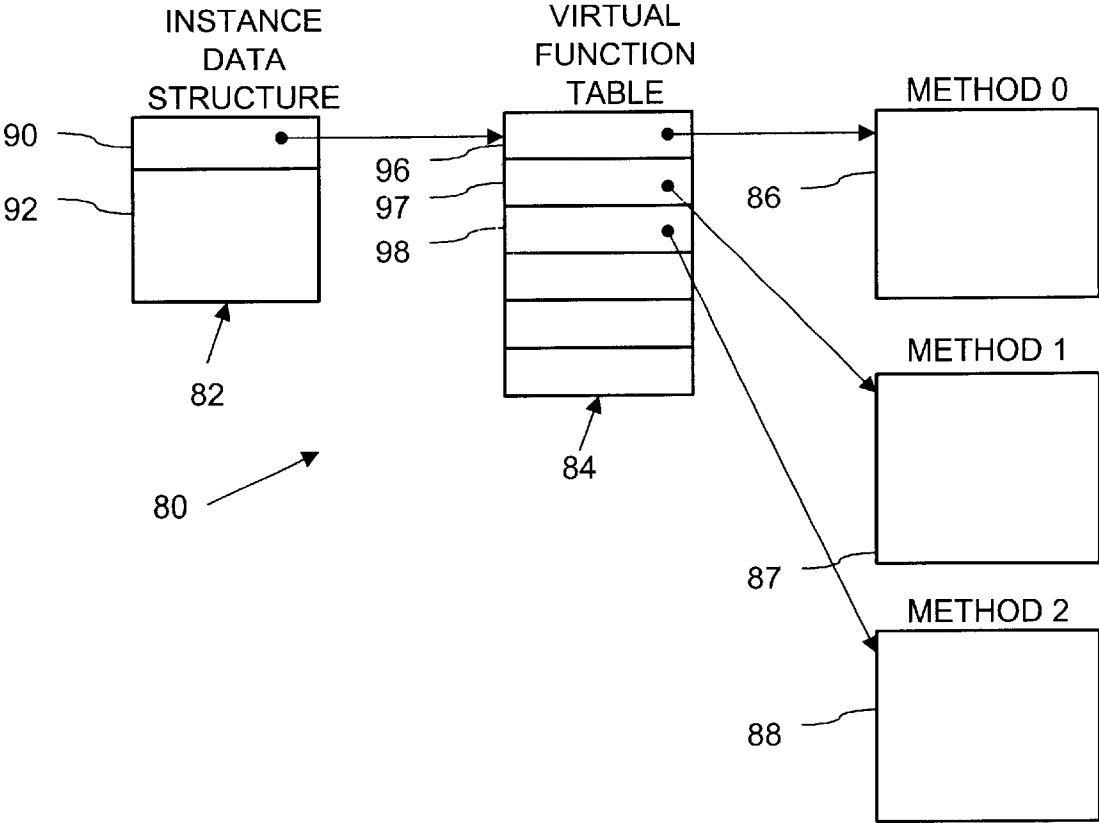 INSTANCE
DATA
STRUCTURE
VIRTUAL
FUNCTION
TABLE
METHOD 0
90
92
96
97
98
86
82
84
80
METHOD 1
87
METHOD 2
88